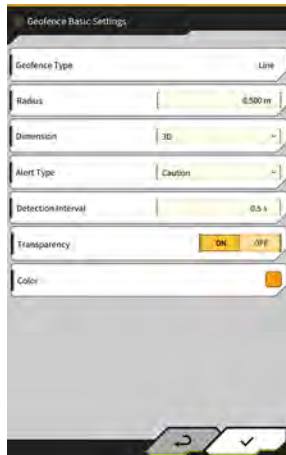 Geofence Basic Settings
Geofence Type Line
Radius 0.500 m
Dimension 3D
Alert Type Caution
Detection Interval 0.5 s
Transparency ON OFF
Color